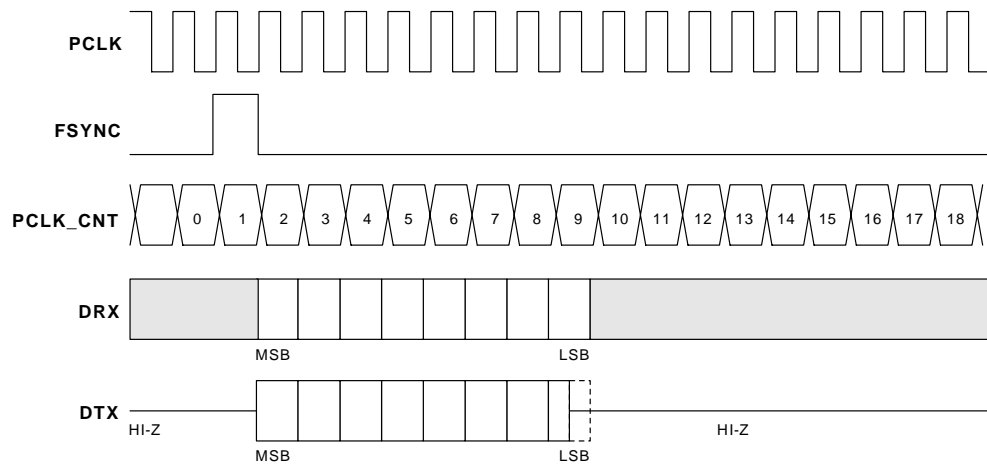 PCLK
FSYNC
PCLK_CNT 0 1 2 3 4 5 6 7 8 9 10 11 12 13 14 15 16 17 18
DRX
MSB LSB
DTX
HI-Z HI-Z
MSB LSB